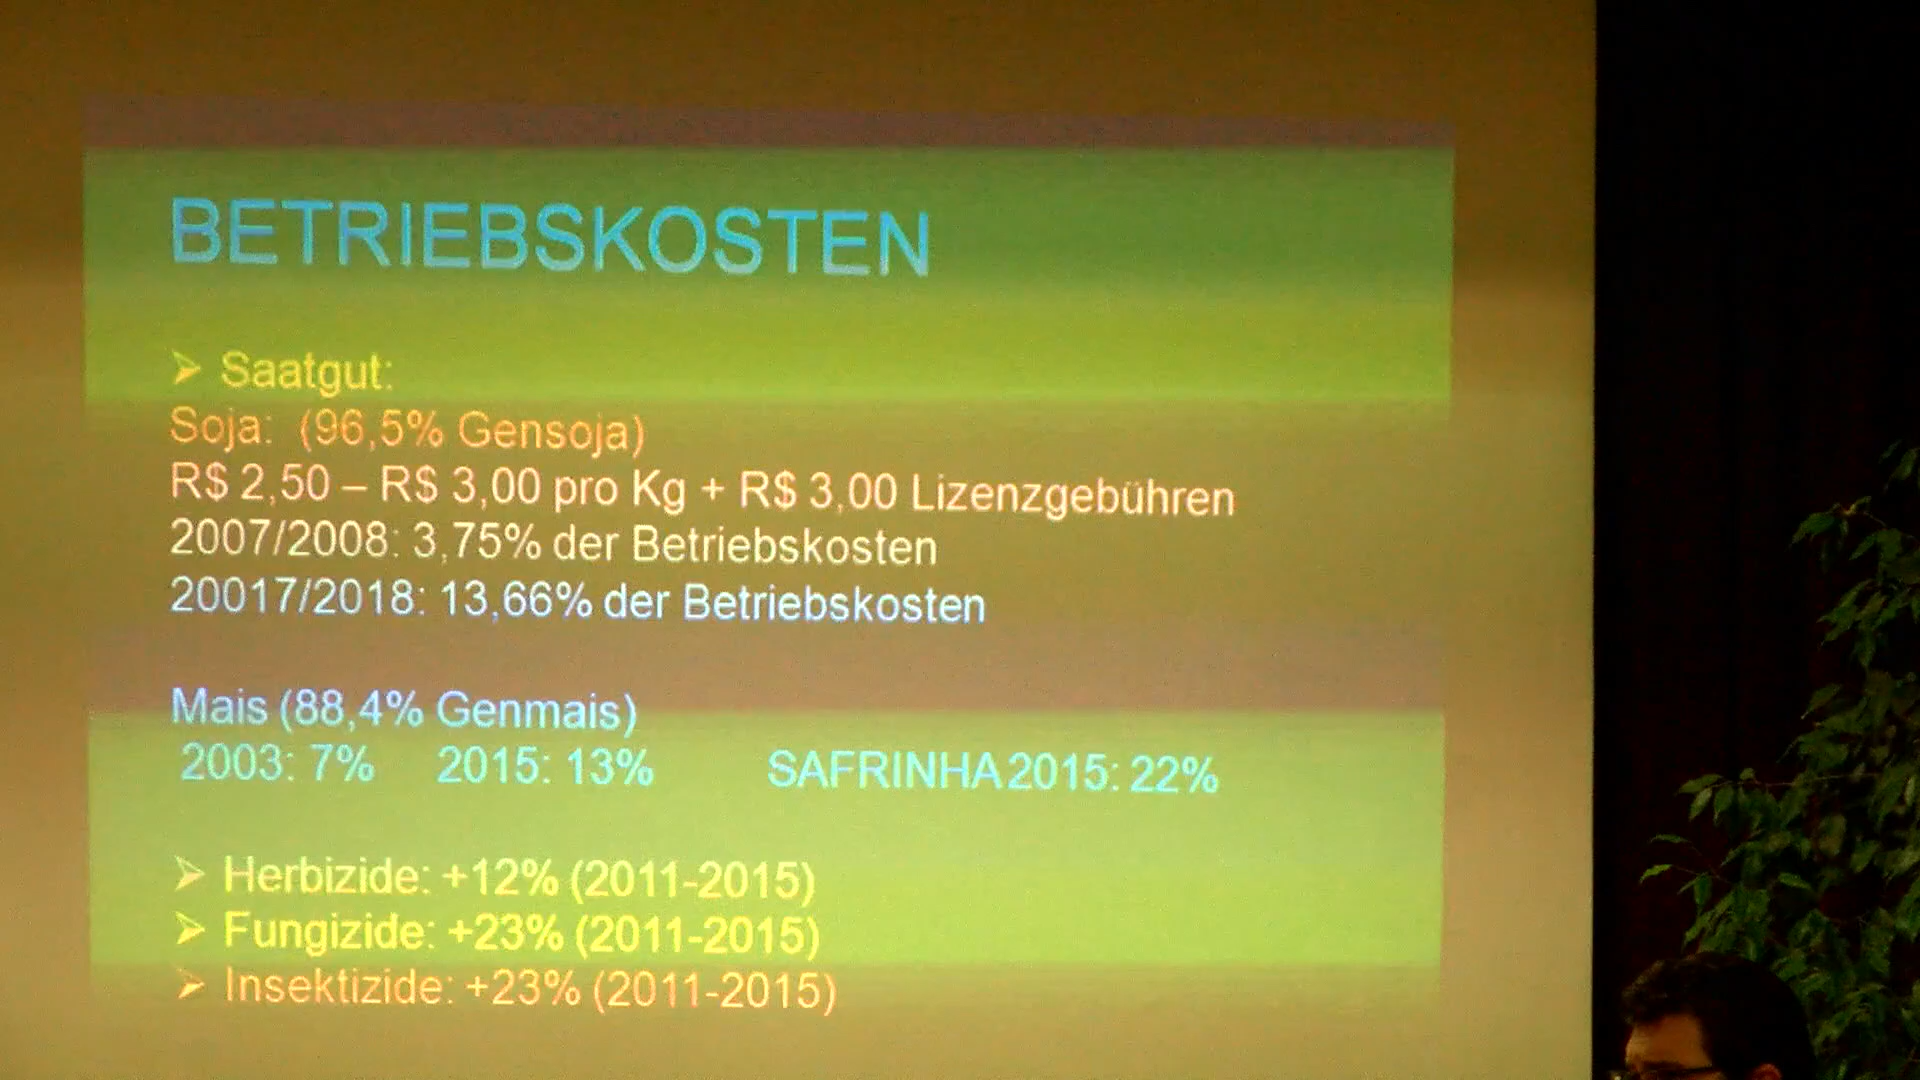 BETRIEBSKOSTEN
➢ Saatgut:
Soja: (96,5% Gensoja)
R$ 2,50 – R$ 3,00 pro Kg + R$ 3,00 Lizenzgebühren
2007/2008: 3,75% der Betriebskosten
20017/2018: 13,66% der Betriebskosten
Mais (88,4% Genmais)
2003: 7% 2015: 13% SAFRINHA 2015: 22%
➢ Herbizide: +12% (2011-2015)
➢ Fungizide: +23% (2011-2015)
➢ Insektizide: +23% (2011-2015)